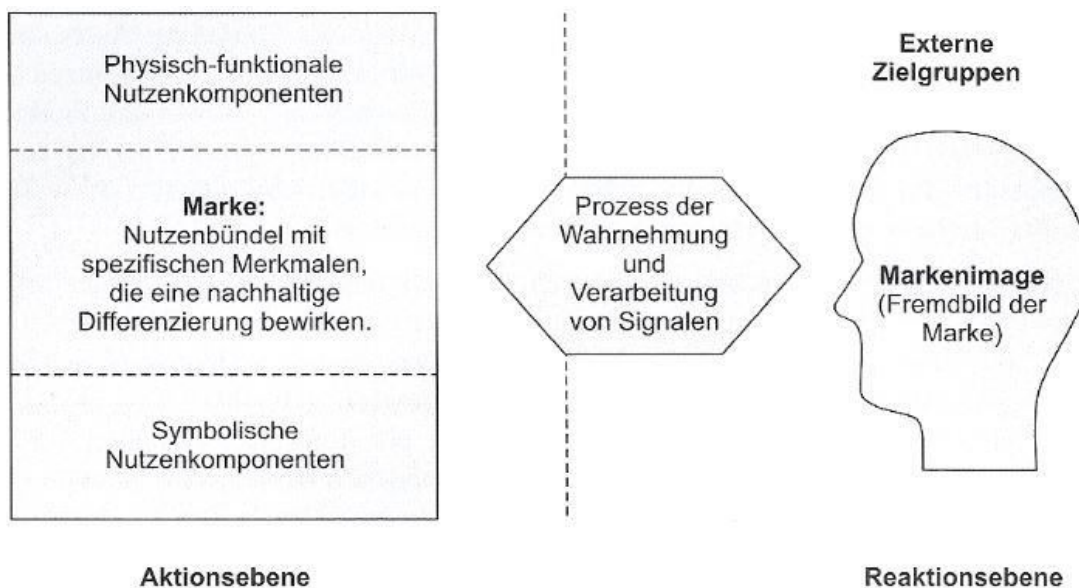 Physisch-funktionale
Nutzenkomponenten
Marke:
Nutzenbündel mit
spezifischen Merkmalen,
die eine nachhaltige
Differenzierung bewirken.
Symbolische
Nutzenkomponenten
Aktionsebene
Prozess der
Wahrnehmung
und
Verarbeitung
von Signalen
Externe
Zielgruppen
Markenimage
(Fremdbild der
Marke)
Reaktionsebene